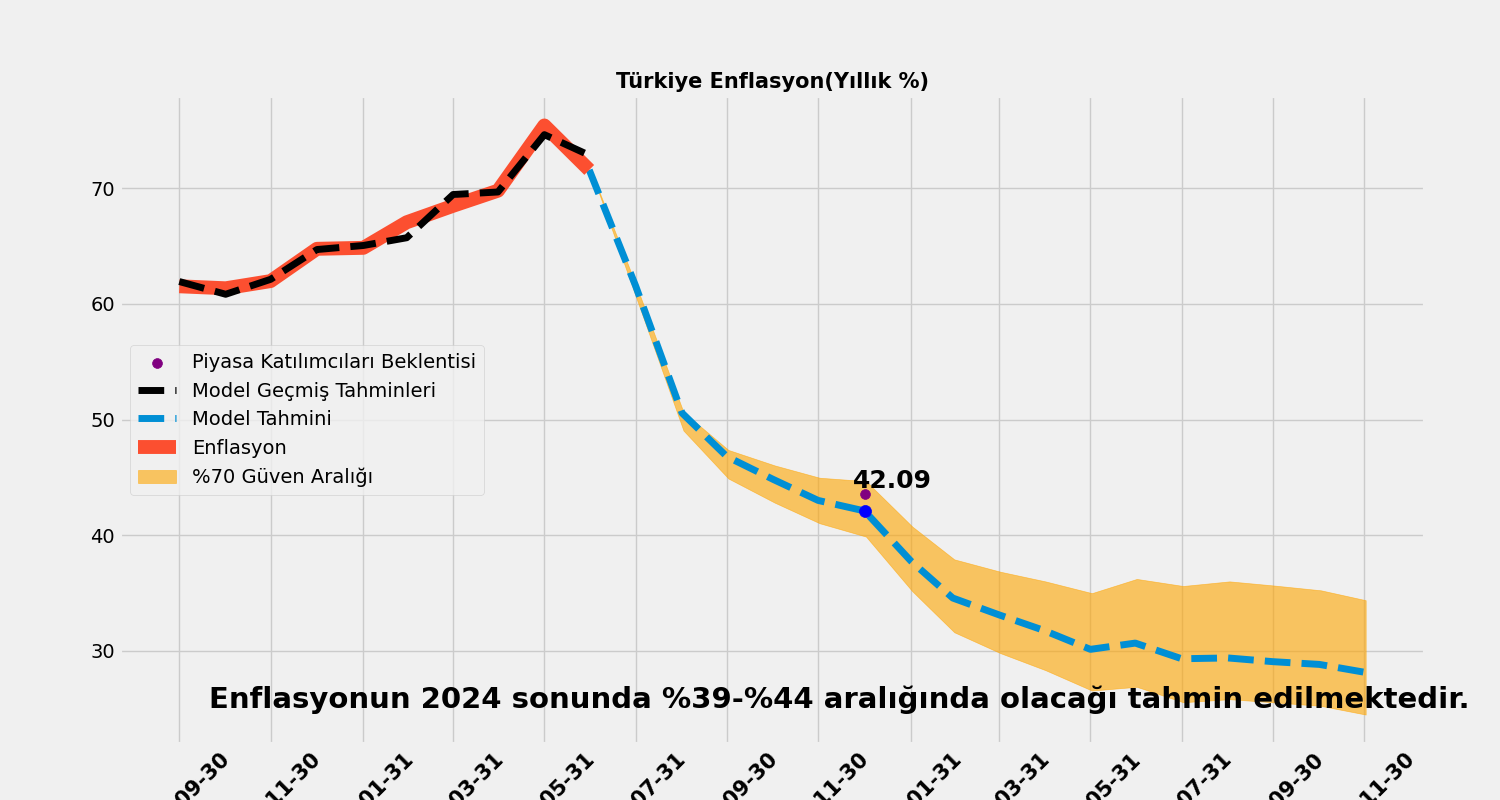 Türkiye Enflasyon(Yıllık %)
70
60
50
40
30
Piyasa Katılımcıları Beklentisi
Model Geçmiş Tahminleri
Model Tahmini
Enflasyon
%70 Güven Aralığı
42.09
Enflasyonun 2024 sonunda %39-%44 aralığında olacağı tahmin edilmektedir.
09-30
11-30
01-31
03-31
05-31
07-31
09-30
11-30
01-31
03-31
05-31
07-31
09-30
11-30